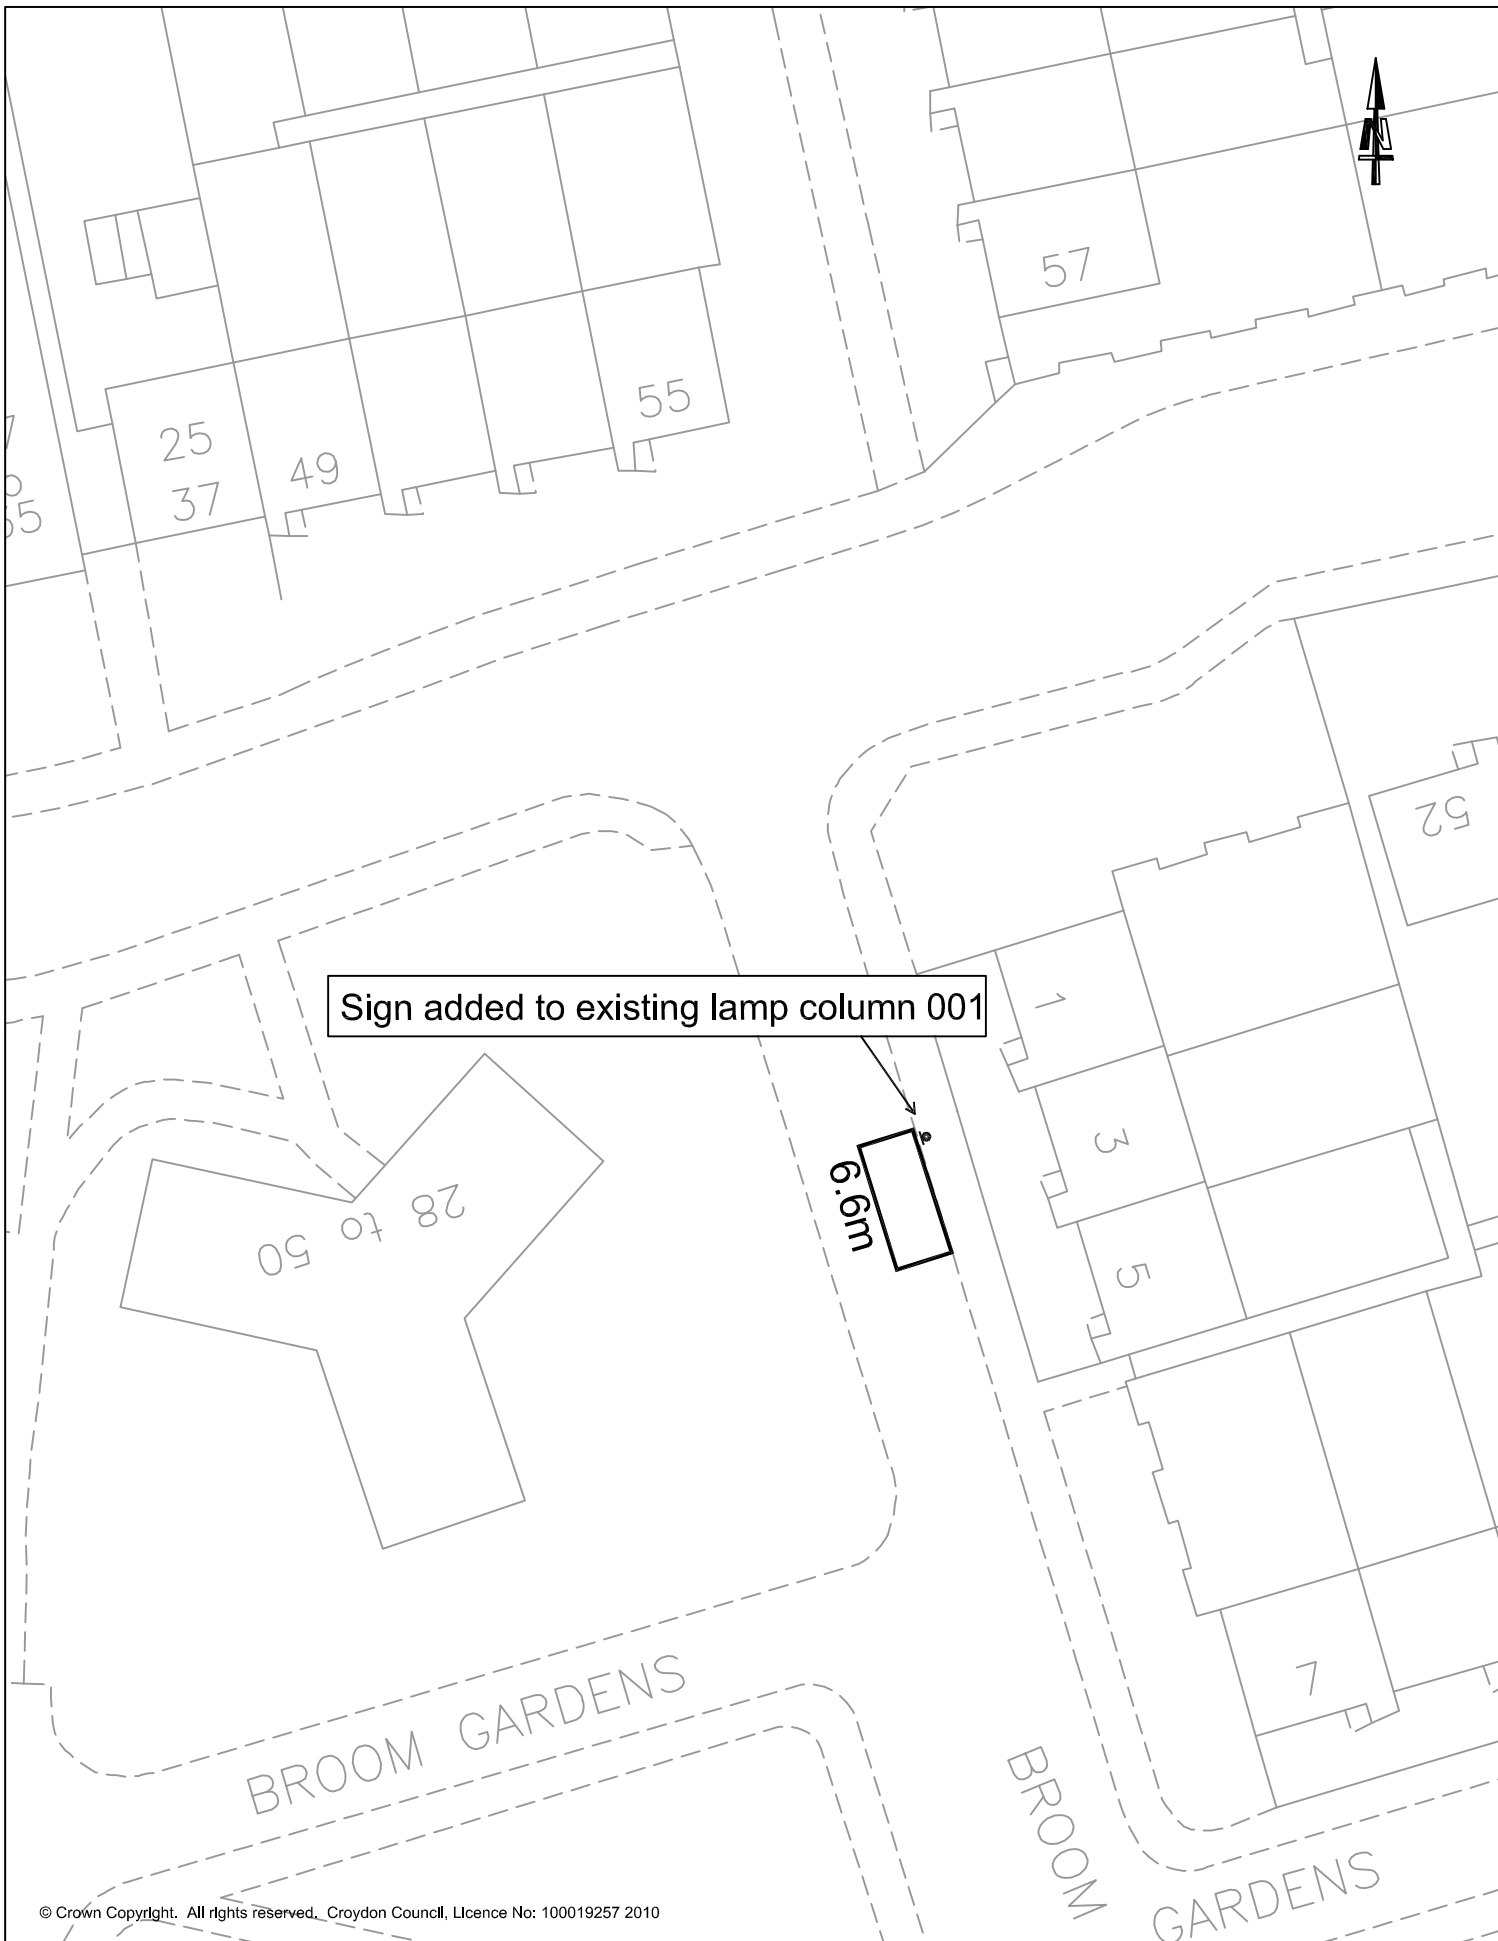 N
57
55
25
49
37
52
Sign added to existing lamp column 001
1
3
6.6m
28 to 50
5
7
BROOM GARDENS
BROOM
GARDENS
© Crown Copyright. All rights reserved. Croydon Council, Licence No: 100019257 2010